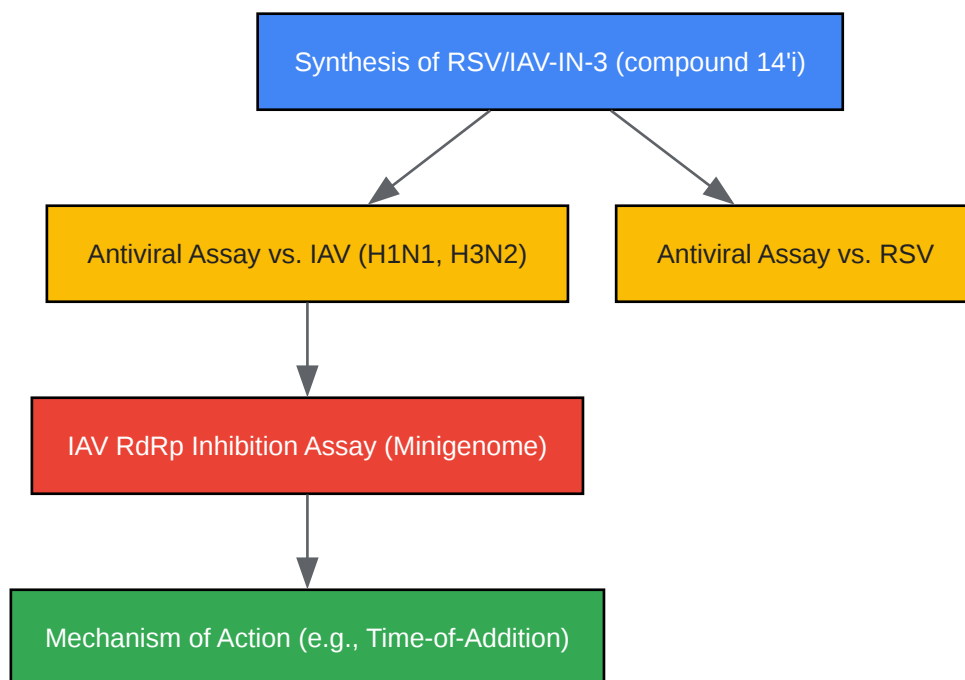 Synthesis of RSV/IAV-IN-3 (compound 14'i)
Antiviral Assay vs. IAV (H1N1, H3N2)
Antiviral Assay vs. RSV
IAV RdRp Inhibition Assay (Minigenome)
Mechanism of Action (e.g., Time-of-Addition)